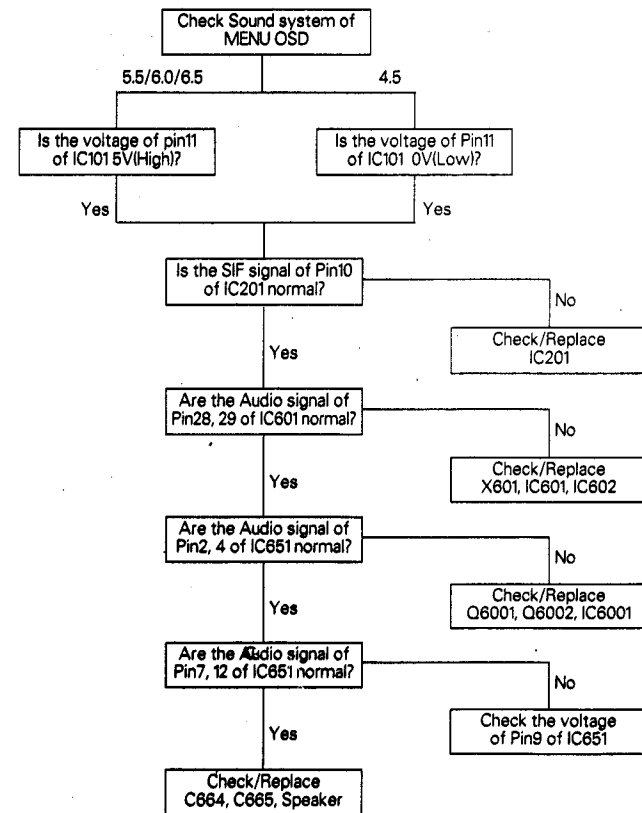 Check Sound system of
MENU OSD
5.5/6.0/6.5
4.5
Is the voltage of pin11
of IC101 5V(High)?
Is the voltage of Pin11
of IC101 0V(Low)?
Yes
Yes
Is the SIF signal of Pin10
of IC201 normal?
No
Check/Replace
IC201
Yes
Are the Audio signal of
Pin28, 29 of IC601 normal?
No
Check/Replace
X601, IC601, IC602
Yes
Are the Audio signal of
Pin2, 4 of IC651 normal?
No
Check/Replace
Q6001, Q6002, IC6001
Yes
Are the Audio signal of
Pin7, 12 of IC651 normal?
No
Check the voltage
of Pin9 of IC651
Yes
Check/Replace
C664, C665, Speaker